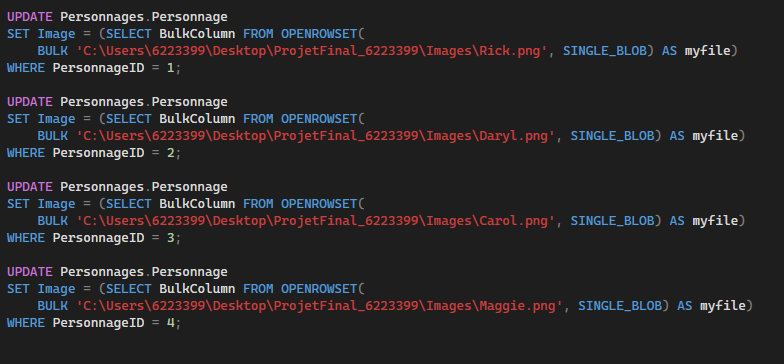 UPDATE Personnages.Personnage
SET Image = (SELECT BulkColumn FROM OPENROWSET(
    BULK 'C:\Users\6223399\Desktop\ProjetFinal_6223399\Images\Rick.png', SINGLE_BLOB) AS myfile)
WHERE PersonnageID = 1;

UPDATE Personnages.Personnage
SET Image = (SELECT BulkColumn FROM OPENROWSET(
    BULK 'C:\Users\6223399\Desktop\ProjetFinal_6223399\Images\Daryl.png', SINGLE_BLOB) AS myfile)
WHERE PersonnageID = 2;

UPDATE Personnages.Personnage
SET Image = (SELECT BulkColumn FROM OPENROWSET(
    BULK 'C:\Users\6223399\Desktop\ProjetFinal_6223399\Images\Carol.png', SINGLE_BLOB) AS myfile)
WHERE PersonnageID = 3;

UPDATE Personnages.Personnage
SET Image = (SELECT BulkColumn FROM OPENROWSET(
    BULK 'C:\Users\6223399\Desktop\ProjetFinal_6223399\Images\Maggie.png', SINGLE_BLOB) AS myfile)
WHERE PersonnageID = 4;